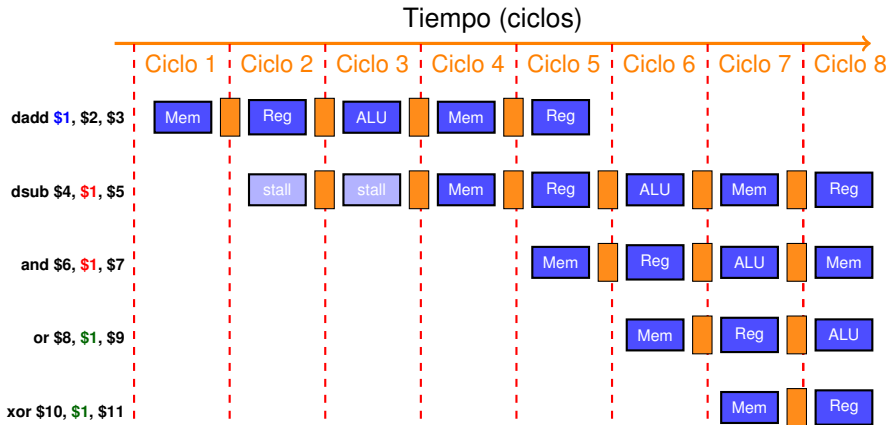 Tiempo (ciclos)
Ciclo 1 Ciclo 2 Ciclo 3 Ciclo 4 Ciclo 5 Ciclo 6 Ciclo 7 Ciclo 8
dadd $1, $2, $3 Mem Reg ALU Mem Reg
dsub $4, $1, $5 stall stall Mem Reg ALU Mem Reg
and $6, $1, $7 Mem Reg ALU Mem
or $8, $1, $9 Mem Reg ALU
xor $10, $1, $11 Mem Reg